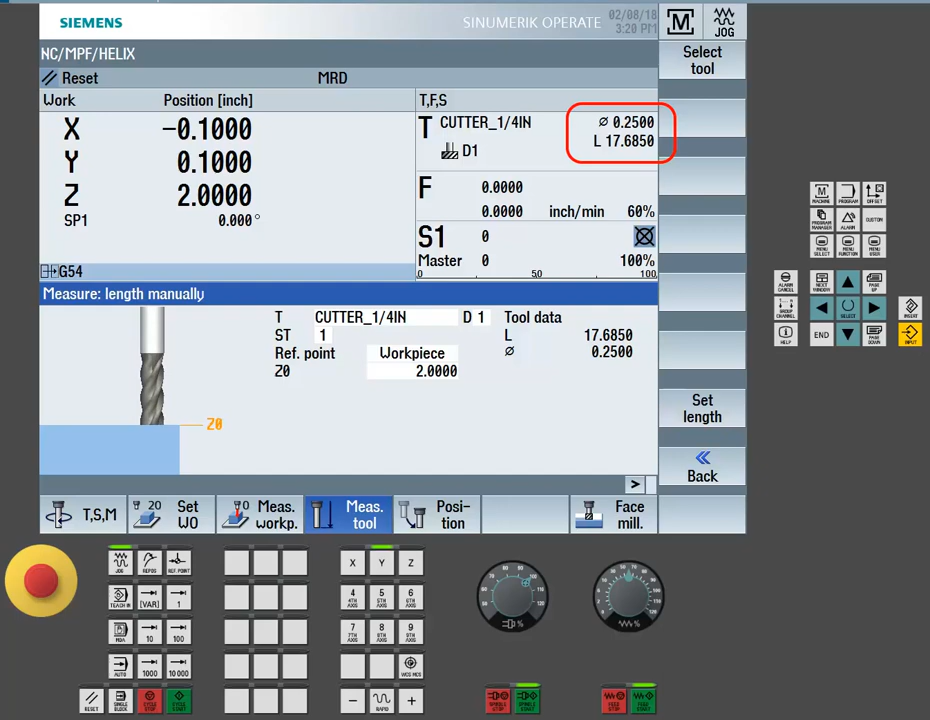 SIEMENS
SINUMERIK OPERATE
02/08/18
3:20 PM
M
JOG
NC/MPF/HELIX
Select
tool
Reset
MRD
Work
Position [inch]
T,F,S
X
-0.1000
T CUTTER_1/4IN
ø 0.2500
L 17.6850
D1
Y
0.1000
Z
2.0000
F 0.0000
0.0000 inch/min 60%
SP1
0.000°
S1 0
Master 0 100%
0 50 100
G54
Measure: length manually
T CUTTER_1/4IN D 1 Tool data
ST 1 L 17.6850
Ref. point Workpiece ø 0.2500
Z0 2.0000
Z0
Set
length
Back
>
T,S,M
20
Set
WO
0
Meas.
workp.
Meas.
tool
Posi-
tion
Face
mill.
M
MACHINE
PROGRAM
OFFSET
PROGRAM
MANAGER
ALARM
CUSTOM
MENU
SELECT
MENU
FUNCTION
MENU
USER
ALARM
CANCEL
NEXT
WINDOW
PAGE
UP
GROUP
CHANNEL
SELECT
INSERT
HELP
END
PAGE
DOWN
INPUT
JOG
REPOS
REF.POINT
X
Y
Z
TEACH IN
[VAR]
1
4
4TH
AXIS
5
5TH
AXIS
6
6TH
AXIS
MDA
10
100
7
7TH
AXIS
8
8TH
AXIS
9
9TH
AXIS
AUTO
1000
10 000
WCS MCS
RESET
SINGLE
BLOCK
CYCLE
STOP
CYCLE
START
−
RAPID
+
SPINDLE
STOP
SPINDLE
START
FEED
STOP
FEED
START
%
%